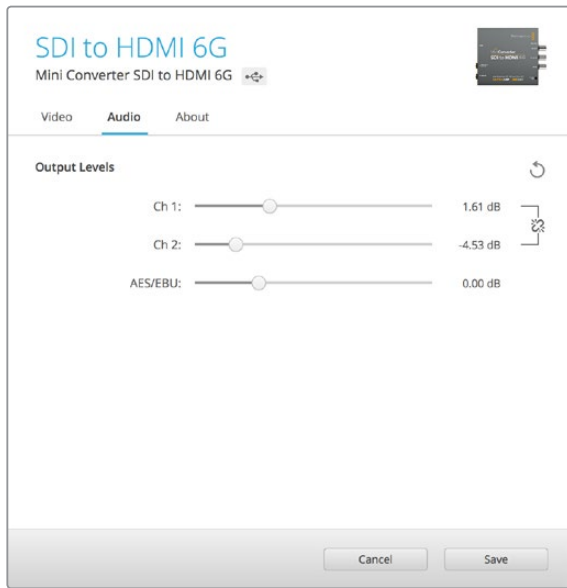 SDI to HDMI 6G
Mini Converter SDI to HDMI 6G
Video Audio About
Output Levels
Ch 1: 1.61 dB
Ch 2: -4.53 dB
AES/EBU: 0.00 dB
Cancel Save